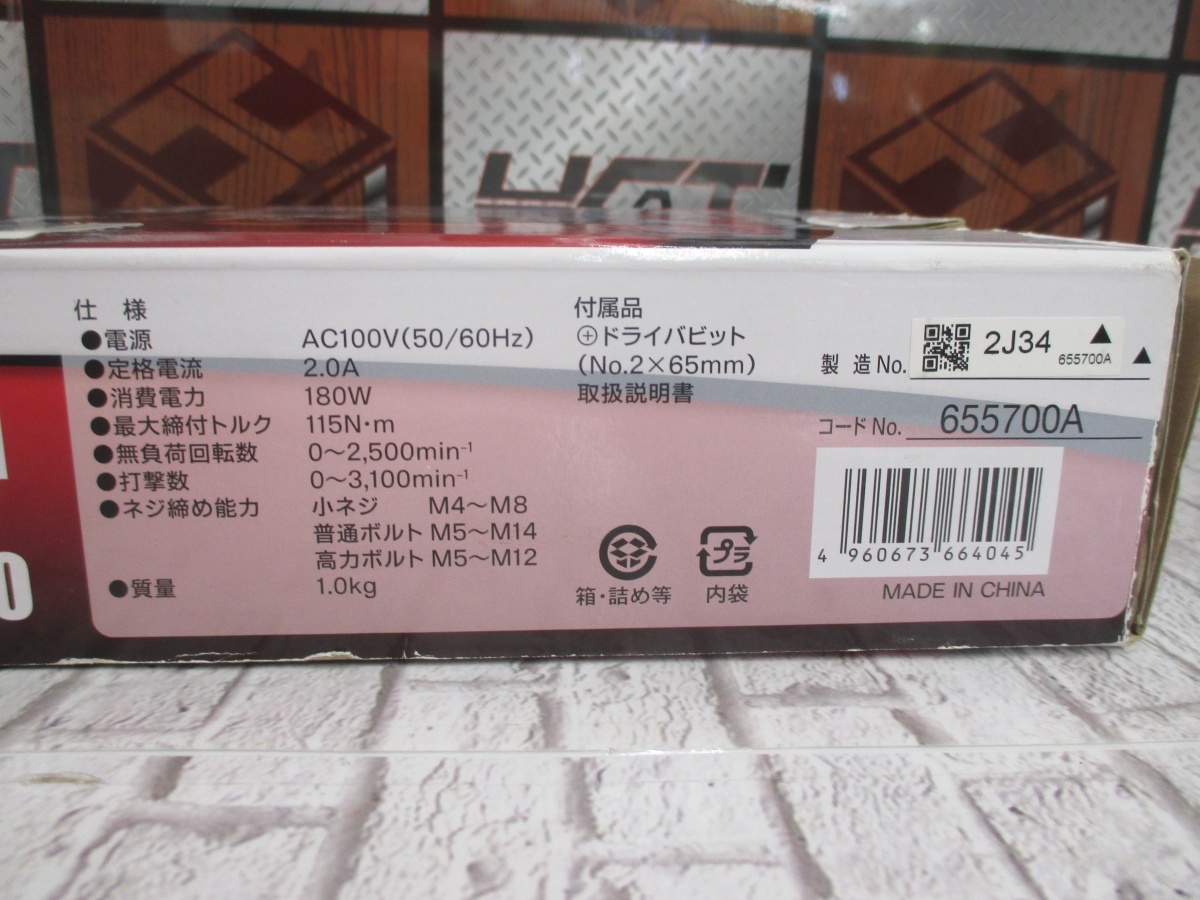 仕 様
●電源 AC100V(50/60Hz)
●定格電流 2.0A
●消費電力 180W
●最大締付トルク 115N·m
●無負荷回転数 0～2,500min⁻¹
●打撃数 0～3,100min⁻¹
●ネジ締め能力 小ネジ M4～M8
普通ボルト M5～M14
高力ボルト M5～M12
●質量 1.0kg
付属品
⊕ドライバビット
(No.2×65mm)
取扱説明書
箱・詰め等
プラ
内袋
製 造 No. 2J34 ▲
655700A ▲
コード No. 655700A
4 960673 664045
MADE IN CHINA
0